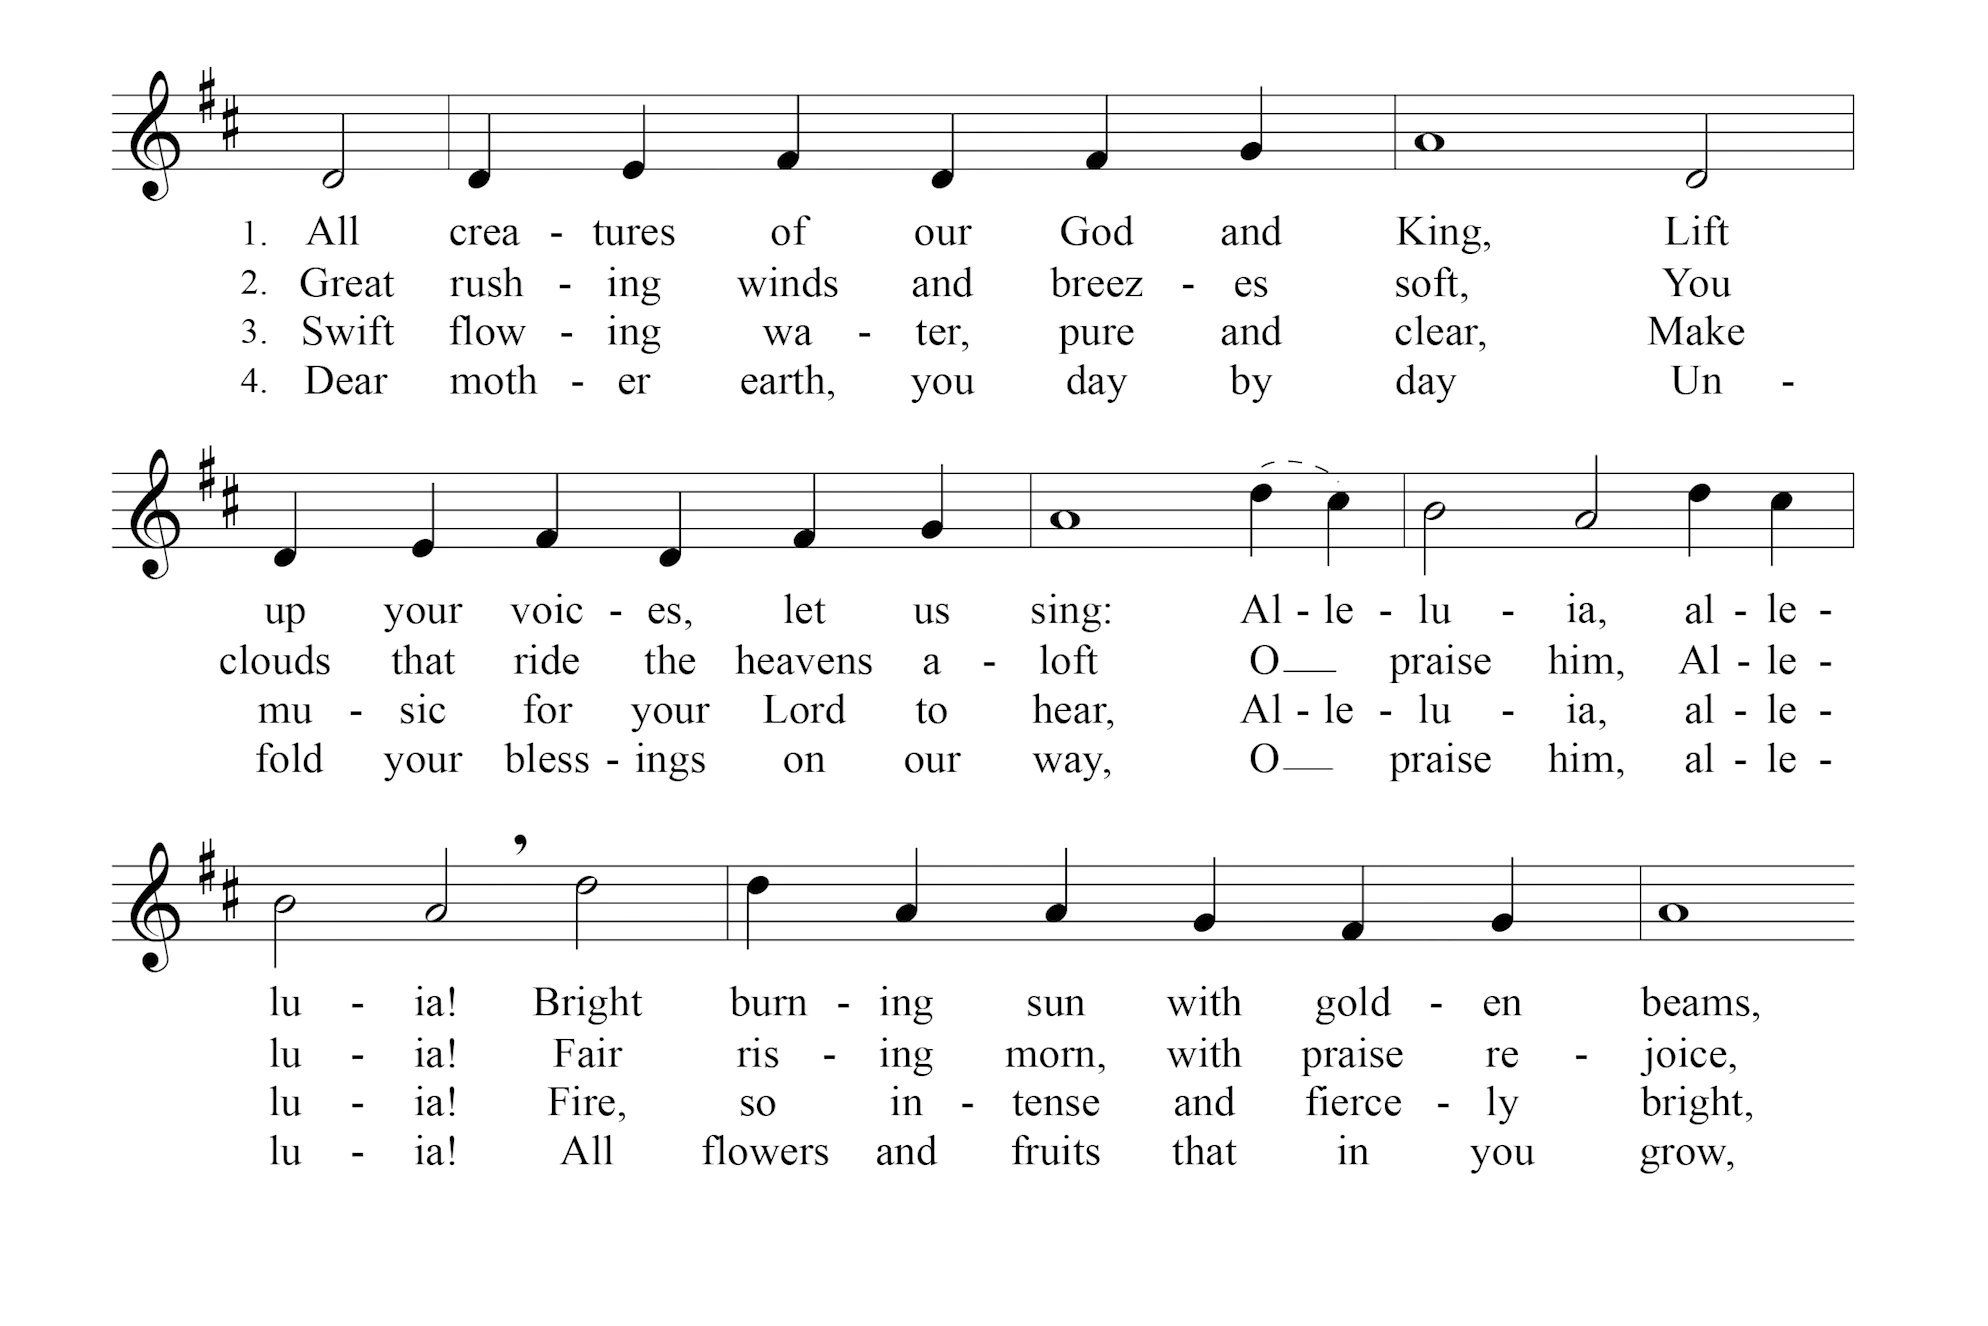 1. All crea - tures of our God and King, Lift
2. Great rush - ing winds and breez - es soft, You
3. Swift flow - ing wa - ter, pure and clear, Make
4. Dear moth - er earth, you day by day Un -
up your voic - es, let us sing: Al - le - lu - ia, al - le -
clouds that ride the heavens a - loft O__ praise him, Al - le -
mu - sic for your Lord to hear, Al - le - lu - ia, al - le -
fold your bless - ings on our way, O__ praise him, al - le -
lu - ia! Bright burn - ing sun with gold - en beams,
lu - ia! Fair ris - ing morn, with praise re - joice,
lu - ia! Fire, so in - tense and fierce - ly bright,
lu - ia! All flowers and fruits that in you grow,